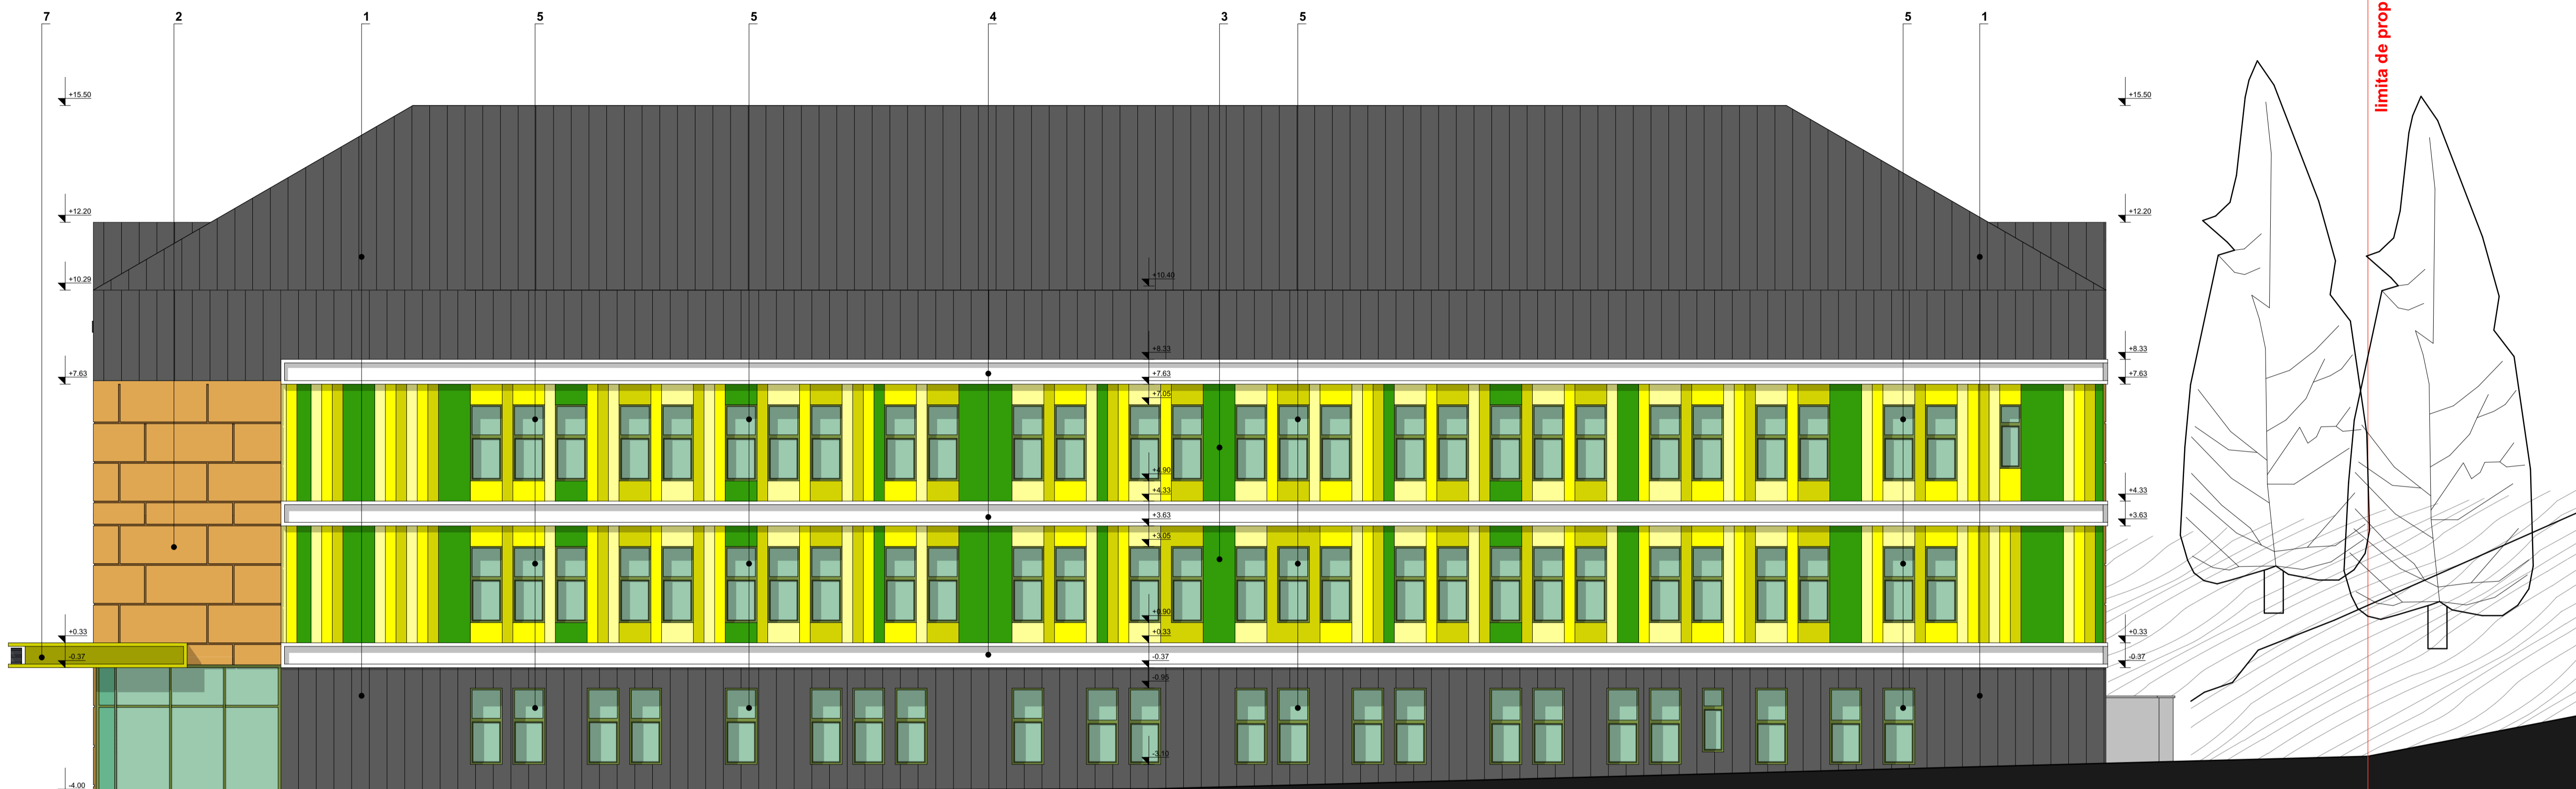 7 2 1 5 5 4 3 5 5 1
limita de prop
+15.50 +15.50
+12.20 +12.20
+10.29 +10.40
+8.33 +8.33
+7.63 +7.63 +7.63
+7.05
+4.90
+4.33 +4.33
+3.63 +3.63
+3.05
+0.90
+0.33 +0.33 +0.33
-0.37 -0.37 -0.37
-0.95
-3.10
-4.00